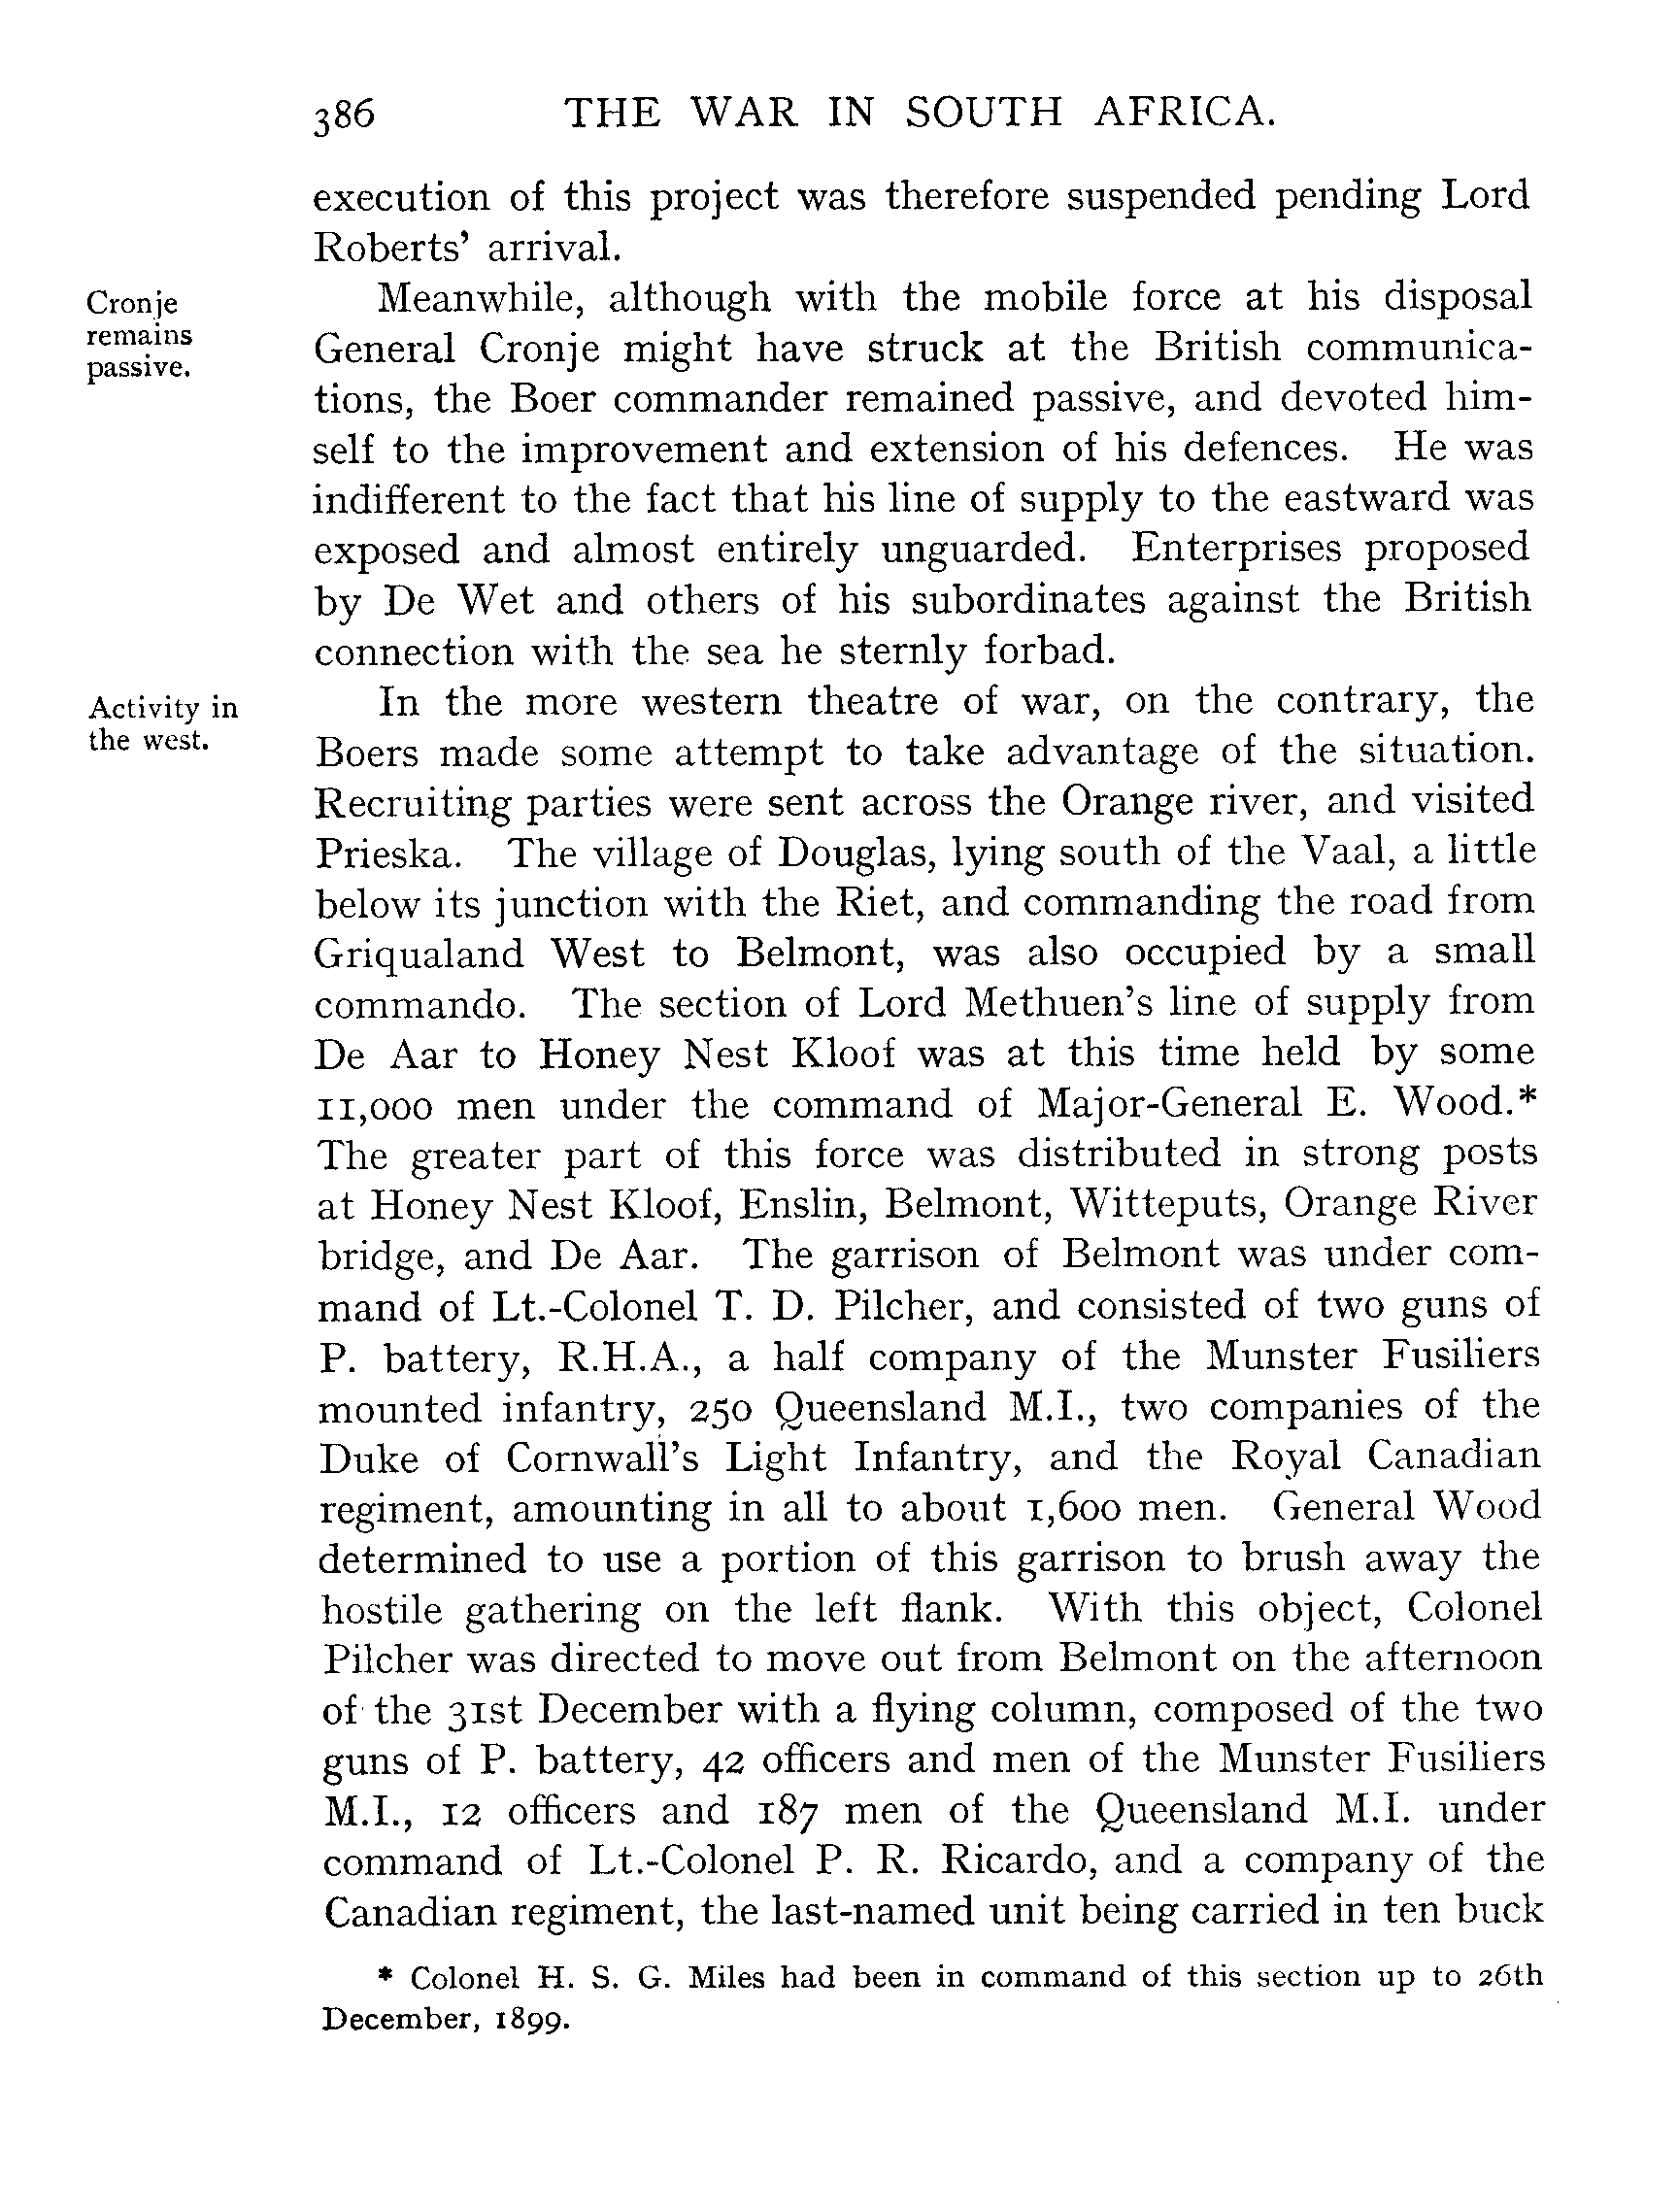 386 THE WAR IN SOUTH AFRICA.
execution of this project was therefore suspended pending Lord
Roberts' arrival.
Cronje
remains
passive.
Meanwhile, although with the mobile force at his disposal
General Cronje might have struck at the British communica-
tions, the Boer commander remained passive, and devoted him-
self to the improvement and extension of his defences. He was
indifferent to the fact that his line of supply to the eastward was
exposed and almost entirely unguarded. Enterprises proposed
by De Wet and others of his subordinates against the British
connection with the sea he sternly forbad.
Activity in
the west.
In the more western theatre of war, on the contrary, the
Boers made some attempt to take advantage of the situation.
Recruiting parties were sent across the Orange river, and visited
Prieska. The village of Douglas, lying south of the Vaal, a little
below its junction with the Riet, and commanding the road from
Griqualand West to Belmont, was also occupied by a small
commando. The section of Lord Methuen's line of supply from
De Aar to Honey Nest Kloof was at this time held by some
11,000 men under the command of Major-General E. Wood.*
The greater part of this force was distributed in strong posts
at Honey Nest Kloof, Enslin, Belmont, Witteputs, Orange River
bridge, and De Aar. The garrison of Belmont was under com-
mand of Lt.-Colonel T. D. Pilcher, and consisted of two guns of
P. battery, R.H.A., a half company of the Munster Fusiliers
mounted infantry, 250 Queensland M.I., two companies of the
Duke of Cornwall's Light Infantry, and the Royal Canadian
regiment, amounting in all to about 1,600 men. General Wood
determined to use a portion of this garrison to brush away the
hostile gathering on the left flank. With this object, Colonel
Pilcher was directed to move out from Belmont on the afternoon
of the 31st December with a flying column, composed of the two
guns of P. battery, 42 officers and men of the Munster Fusiliers
M.I., 12 officers and 187 men of the Queensland M.I. under
command of Lt.-Colonel P. R. Ricardo, and a company of the
Canadian regiment, the last-named unit being carried in ten buck
* Colonel H. S. G. Miles had been in command of this section up to 26th
December, 1899.